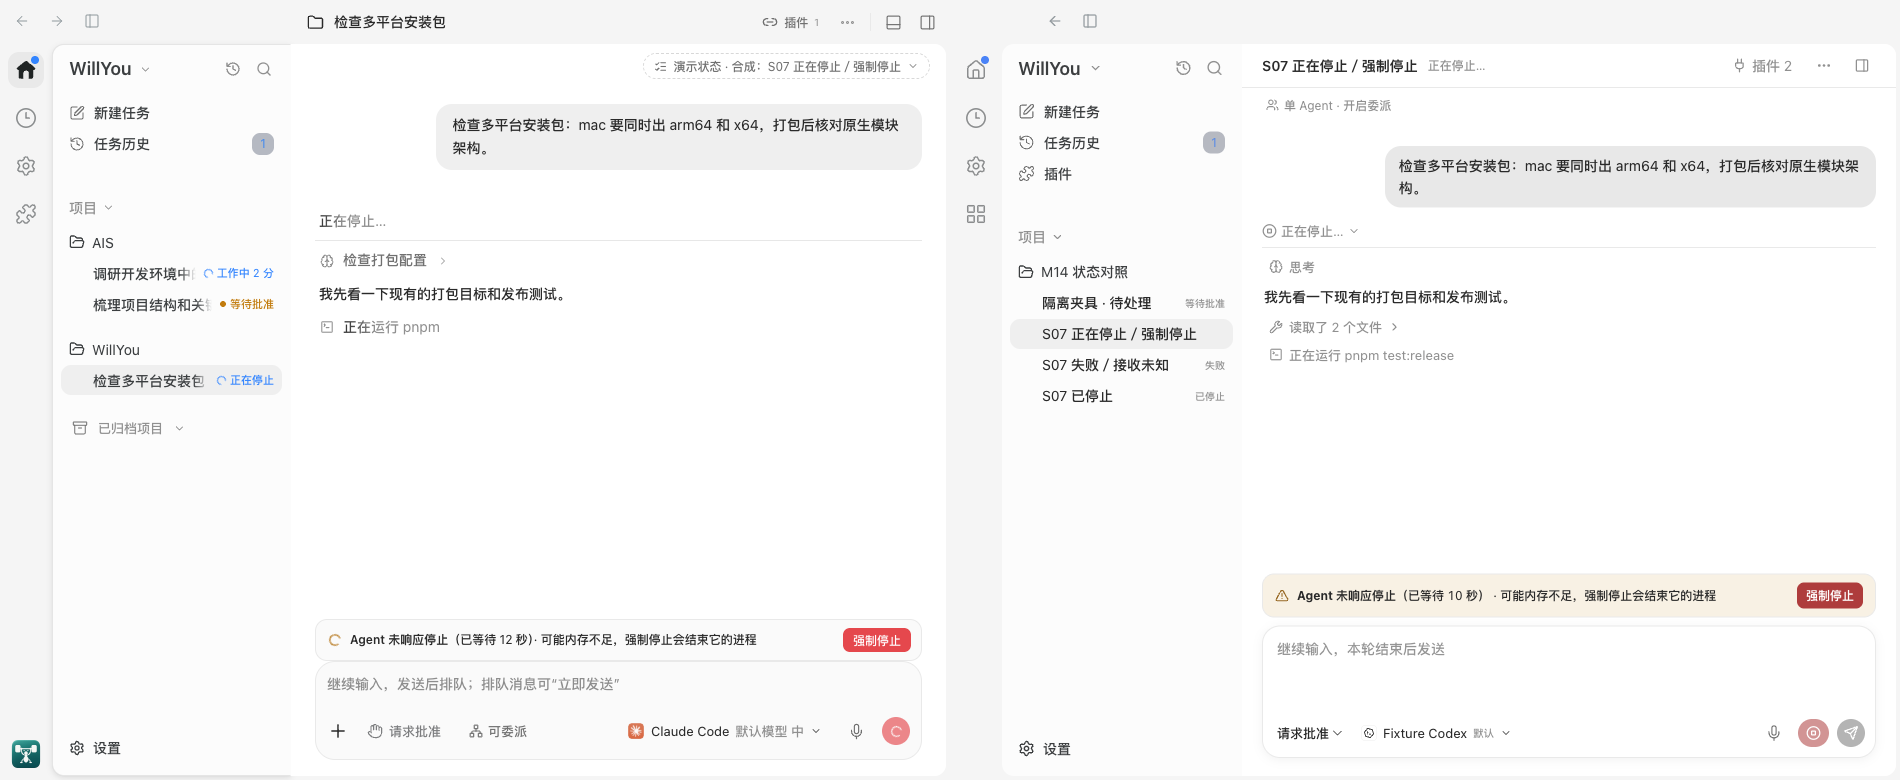 检查多平台安装包
插件 1
WillYou
新建任务
任务历史
1
项目
AIS
调研开发环境中
工作中 2 分
梳理项目结构和关
等待批准
WillYou
检查多平台安装包
正在停止
已归档项目
设置
演示状态 · 合成：S07 正在停止 / 强制停止
检查多平台安装包：mac 要同时出 arm64 和 x64，打包后核对原生模块
架构。
正在停止...
检查打包配置
我先看一下现有的打包目标和发布测试。
正在运行 pnpm
Agent 未响应停止（已等待 12 秒）· 可能内存不足，强制停止会结束它的进程
强制停止
继续输入，发送后排队；排队消息可“立即发送”
请求批准
可委派
Claude Code 默认模型 中
WillYou
新建任务
任务历史
1
插件
项目
M14 状态对照
隔离夹具 · 待处理
等待批准
S07 正在停止 / 强制停止
S07 失败 / 接收未知
失败
S07 已停止
已停止
设置
S07 正在停止 / 强制停止
正在停止...
插件 2
单 Agent · 开启委派
检查多平台安装包：mac 要同时出 arm64 和 x64，打包后核对原生模块架
构。
正在停止...
思考
我先看一下现有的打包目标和发布测试。
读取了 2 个文件
正在运行 pnpm test:release
Agent 未响应停止（已等待 10 秒） · 可能内存不足，强制停止会结束它的进程
强制停止
继续输入，本轮结束后发送
请求批准
Fixture Codex 默认